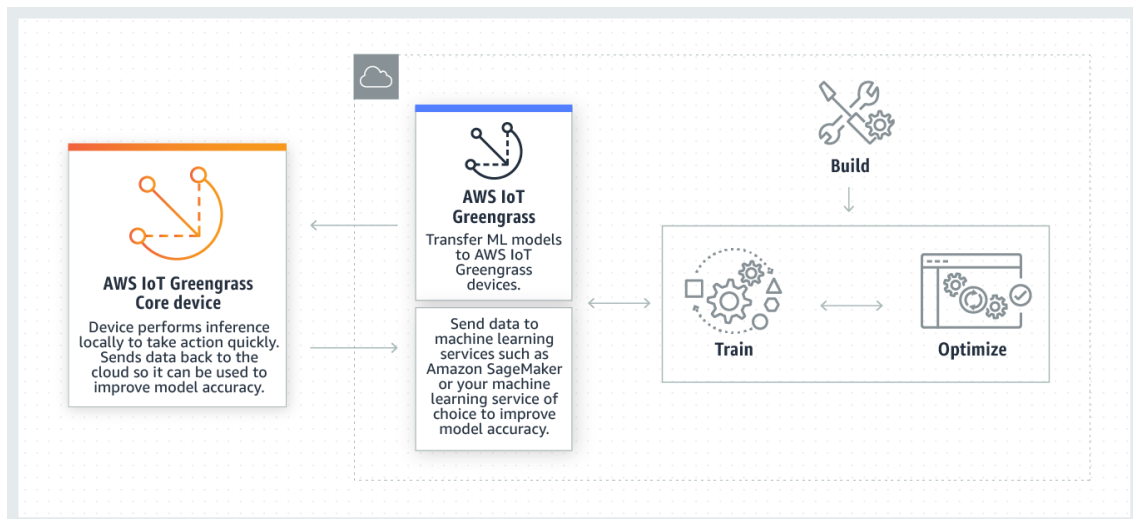 AWS IoT Greengrass
Core device
Device performs inference
locally to take action quickly.
Sends data back to the
cloud so it can be used to
improve model accuracy.
AWS IoT
Greengrass
Transfer ML models
to AWS IoT
Greengrass
devices.
Send data to
machine learning
services such as
Amazon SageMaker
or your machine
learning service of
choice to improve
model accuracy.
Build
Train
Optimize